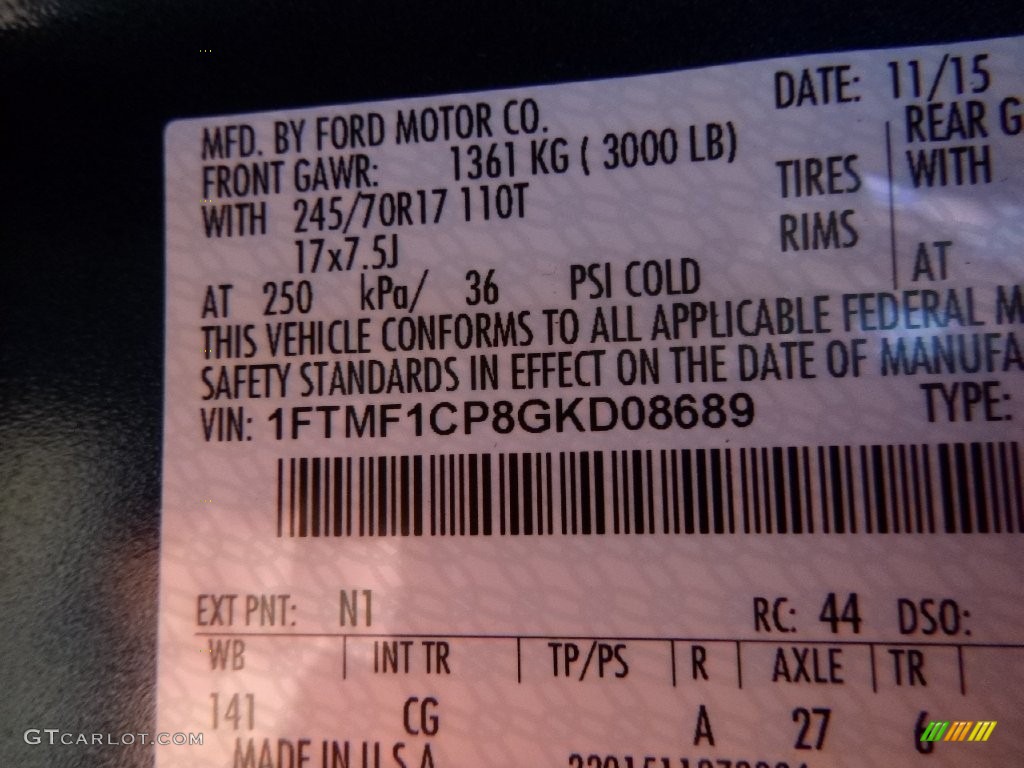 DATE: 11/15
MFD. BY FORD MOTOR CO.
FRONT GAWR: 1361 KG ( 3000 LB)
REAR
WITH 245/70R17 110T TIRES WITH
17x7.5J RIMS
AT 250 kPa/ 36 PSI COLD AT
THIS VEHICLE CONFORMS TO ALL APPLICABLE FEDERAL
SAFETY STANDARDS IN EFFECT ON THE DATE OF
VIN: 1FTMF1CP8GKD08689 TYPE:
EXT PNT: N1 RC: 44 DSO:
WB INT TR TP/PS R AXLE TR
141 CG A 27 6
MADE IN U.S.A
GTCARLOT.COM